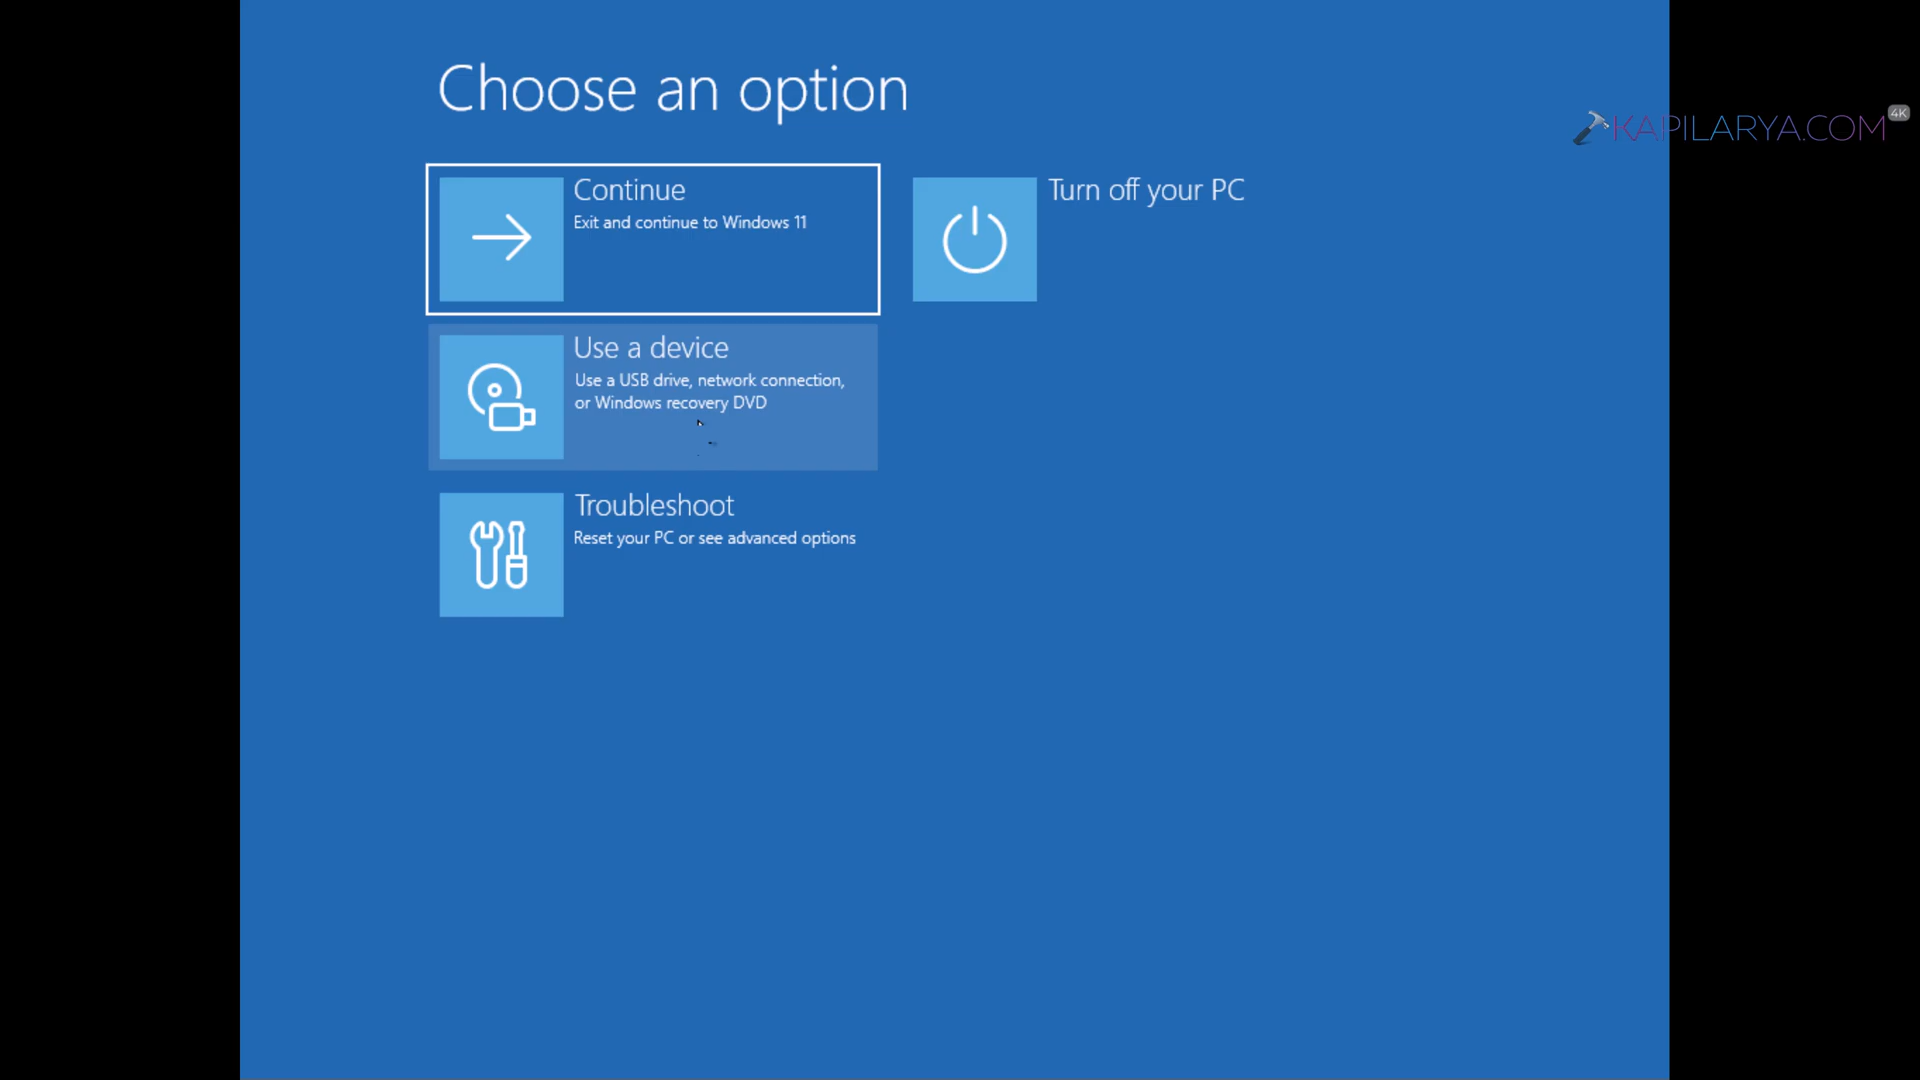 Choose an option
KAPILARYA.COM
4K
Continue
Exit and continue to Windows 11
Turn off your PC
Use a device
Use a USB drive, network connection,
or Windows recovery DVD
Troubleshoot
Reset your PC or see advanced options